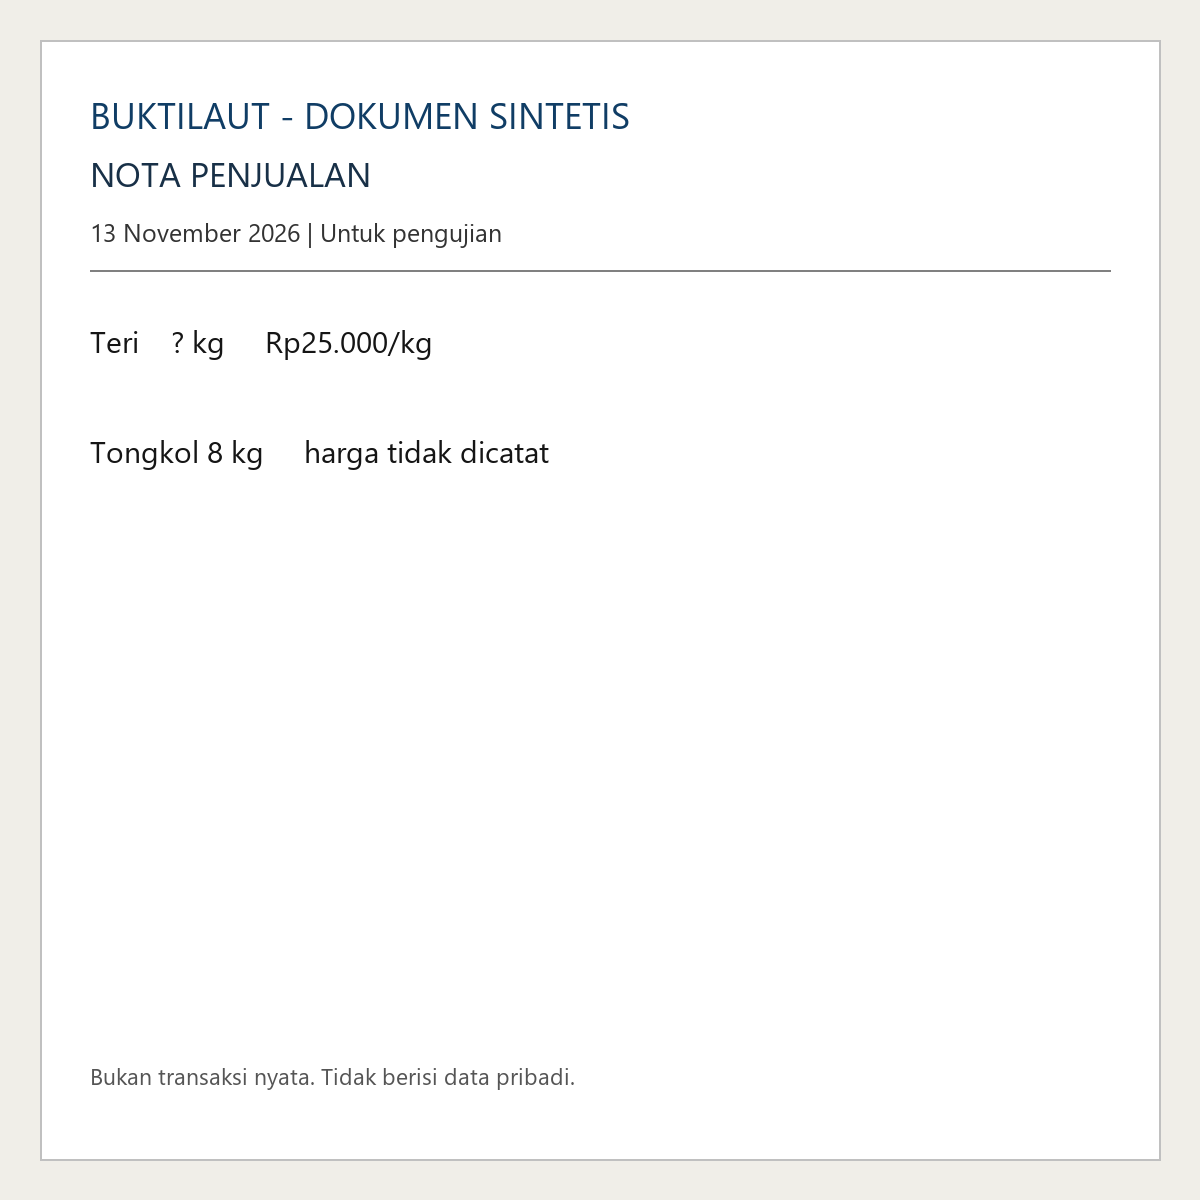 BUKTILAUT - DOKUMEN SINTETIS
NOTA PENJUALAN
13 November 2026 | Untuk pengujian
Teri ? kg Rp25.000/kg
Tongkol 8 kg harga tidak dicatat
Bukan transaksi nyata. Tidak berisi data pribadi.